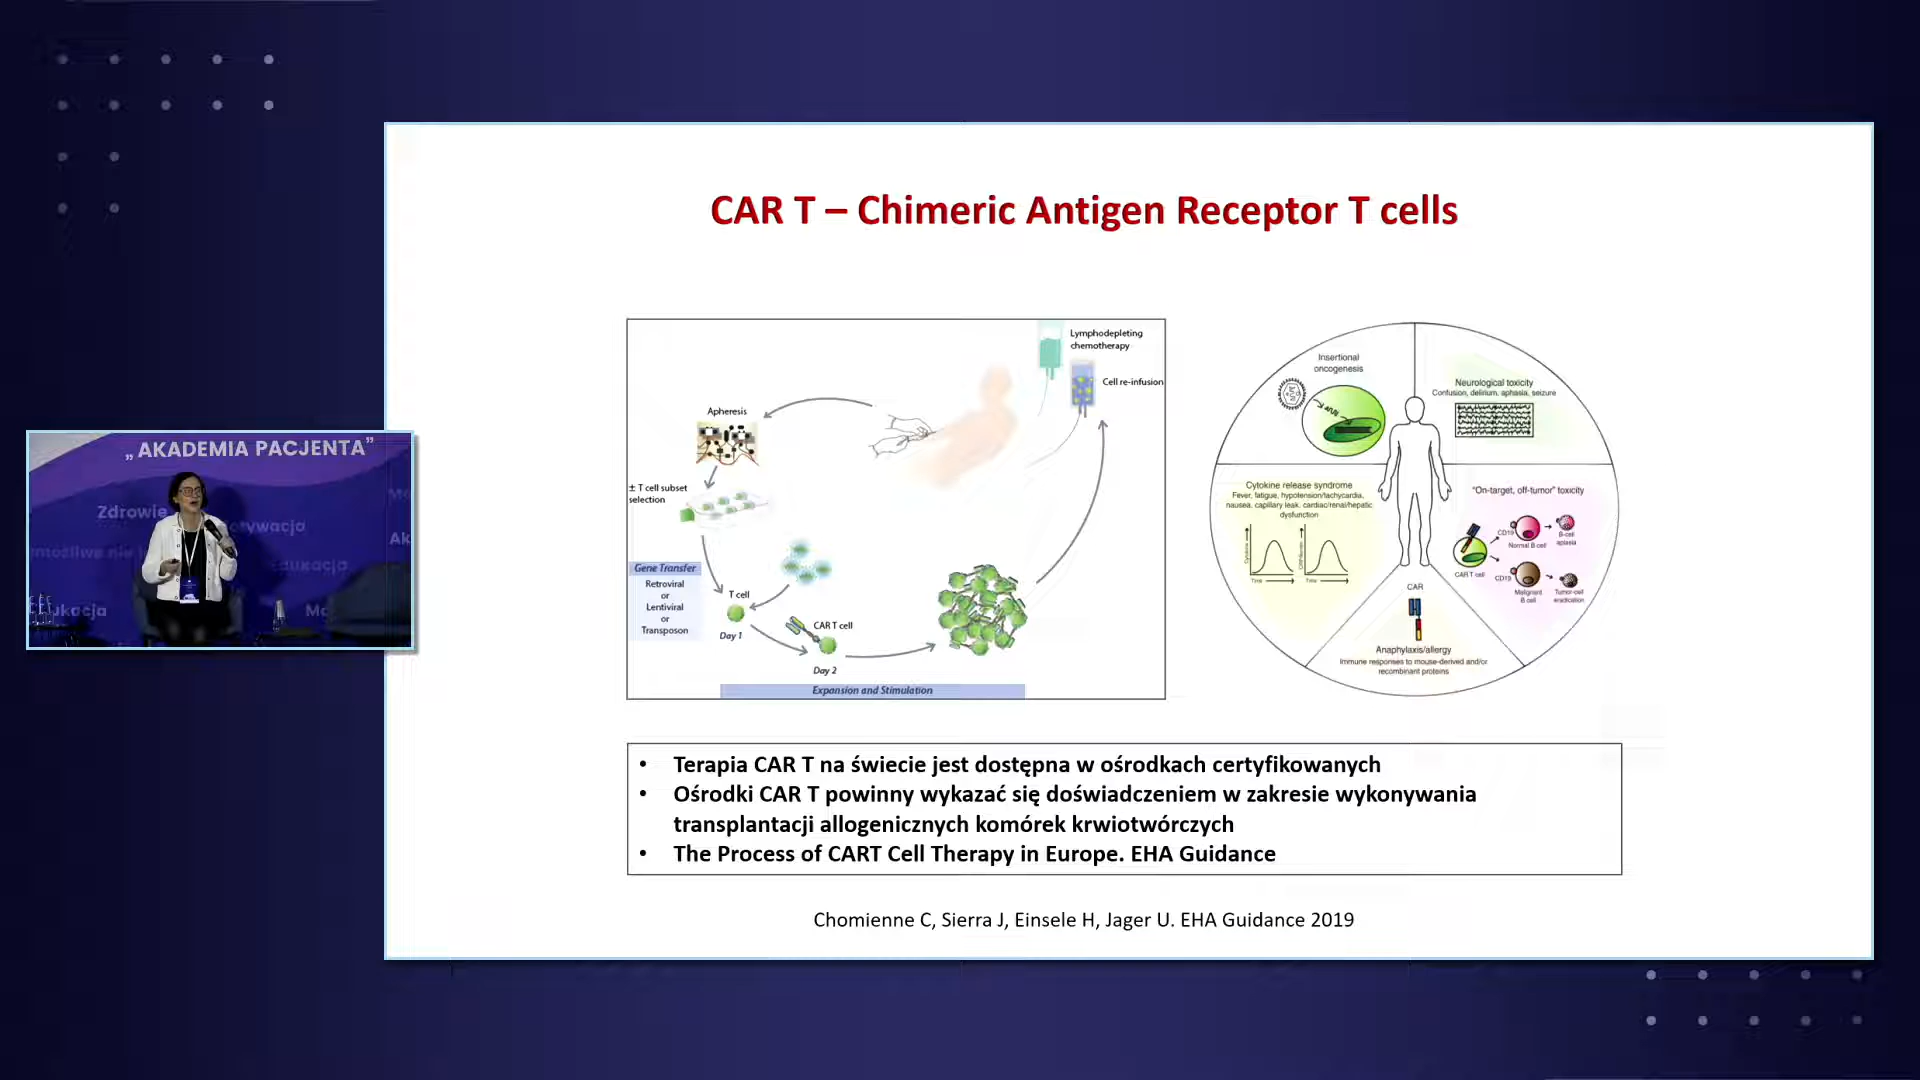 CAR T – Chimeric Antigen Receptor T cells
„ AKADEMIA PACJENTA”
Zdrowie
Motywacja
możliwe nie
Edukacja
Edukacja
Lymphodepleting
chemotherapy
Cell re-infusion
Apheresis
± T cell subset
selection
Gene Transfer
Retroviral
or
Lentiviral
or
Transposon
T cell
Day 1
CAR T cell
Day 2
Expansion and Stimulation
Insertional
oncogenesis
Neurological toxicity
Confusion, delirium, aphasia, seizure
Cytokine release syndrome
Fever, fatigue, hypotension/tachycardia,
nausea, capillary leak, cardiac/renal/hepatic
dysfunction
Time
Time
“On-target, off-tumor” toxicity
CD19
Normal B cell
B-cell
aplasia
CAR T cell
CD19
Malignant
B cell
Tumor-cell
eradication
CAR
Anaphylaxis/allergy
Immune responses to mouse-derived and/or
recombinant proteins
• Terapia CAR T na świecie jest dostępna w ośrodkach certyfikowanych
• Ośrodki CAR T powinny wykazać się doświadczeniem w zakresie wykonywania
transplantacji allogenicznych komórek krwiotwórczych
• The Process of CART Cell Therapy in Europe. EHA Guidance
Chomienne C, Sierra J, Einsele H, Jager U. EHA Guidance 2019